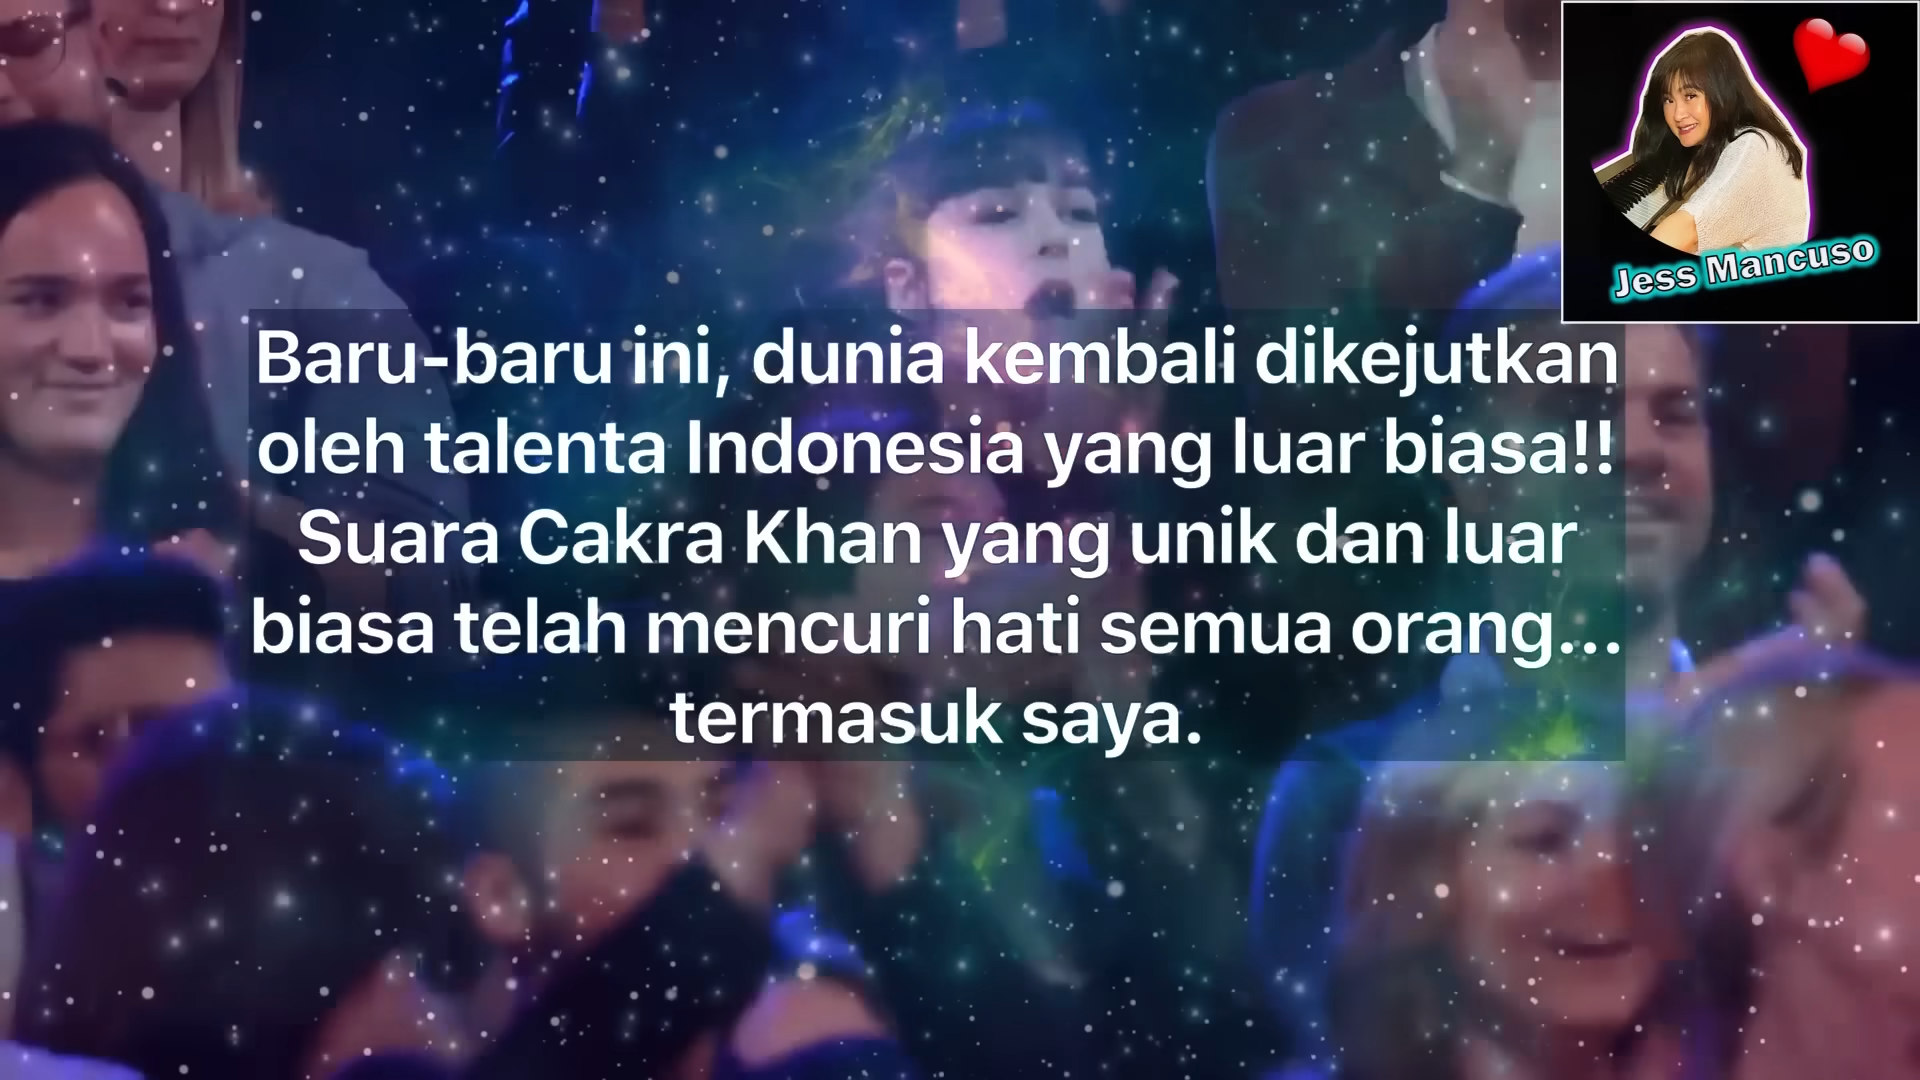 Jess Mancuso
Baru-baru ini, dunia kembali dikejutkan
oleh talenta Indonesia yang luar biasa!!
Suara Cakra Khan yang unik dan luar
biasa telah mencuri hati semua orang...
termasuk saya.